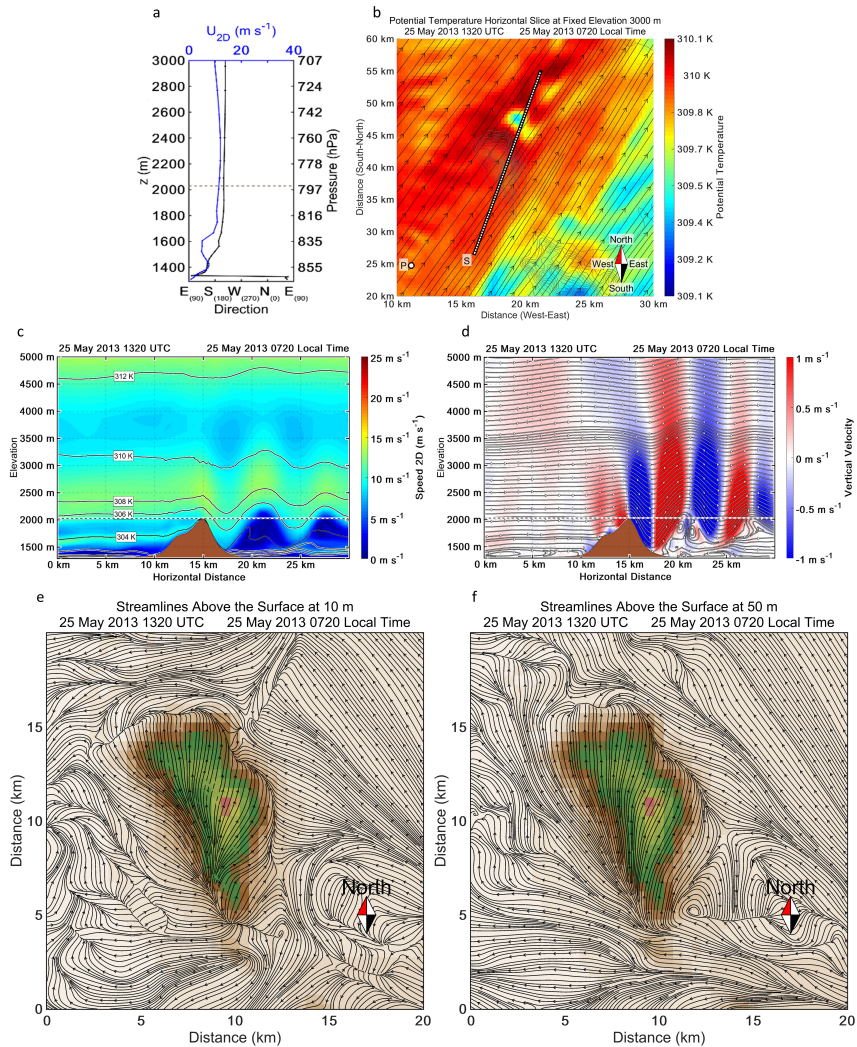 a
U2D (m s-1)
0 20 40
3000 707
2800 724
2600 742
2400 760
2200 778
2000 797
1800 816
1600 835
1400 855
z (m)
Pressure (hPa)
E S W N E
(90) (180) (270) (0) (90)
Direction
b
Potential Temperature Horizontal Slice at Fixed Elevation 3000 m
25 May 2013 1320 UTC 25 May 2013 0720 Local Time
60 km
55 km
50 km
45 km
40 km
35 km
30 km
25 km
20 km
Distance (South-North)
10 km 15 km 20 km 25 km 30 km
Distance (West-East)
P
S
North
West East
South
310.1 K
310 K
309.8 K
309.7 K
309.6 K
309.5 K
309.4 K
309.3 K
309.2 K
309.1 K
Potential Temperature
c
25 May 2013 1320 UTC 25 May 2013 0720 Local Time
5000 m
4500 m
4000 m
3500 m
3000 m
2500 m
2000 m
1500 m
Elevation
312 K
310 K
308 K
306 K
304 K
0 km 5 km 10 km 15 km 20 km 25 km
Horizontal Distance
25 m s-1
20 m s-1
15 m s-1
10 m s-1
5 m s-1
0 m s-1
Speed 2D (m s-1)
d
25 May 2013 1320 UTC 25 May 2013 0720 Local Time
5000 m
4500 m
4000 m
3500 m
3000 m
2500 m
2000 m
1500 m
Elevation
0 km 5 km 10 km 15 km 20 km 25 km
Horizontal Distance
1 m s-1
0.5 m s-1
0 m s-1
-0.5 m s-1
-1 m s-1
Vertical Velocity
e
Streamlines Above the Surface at 10 m
25 May 2013 1320 UTC 25 May 2013 0720 Local Time
15
10
5
0
Distance (km)
North
0 5 10 15 20
Distance (km)
f
Streamlines Above the Surface at 50 m
25 May 2013 1320 UTC 25 May 2013 0720 Local Time
15
10
5
0
Distance (km)
North
0 5 10 15 20
Distance (km)